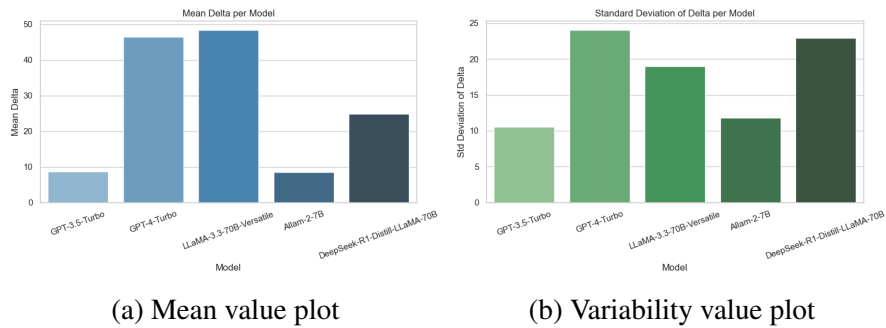 Mean Delta per Model
Mean Delta
50
40
30
20
10
0
GPT-3.5-Turbo
GPT-4-Turbo
LLaMA-3.3-70B-Versatile
Allam-2-7B
DeepSeek-R1-Distill-LLaMA-70B
Model
(a) Mean value plot
Standard Deviation of Delta per Model
Std Deviation of Delta
25
20
15
10
5
0
GPT-3.5-Turbo
GPT-4-Turbo
LLaMA-3.3-70B-Versatile
Allam-2-7B
DeepSeek-R1-Distill-LLaMA-70B
Model
(b) Variability value plot